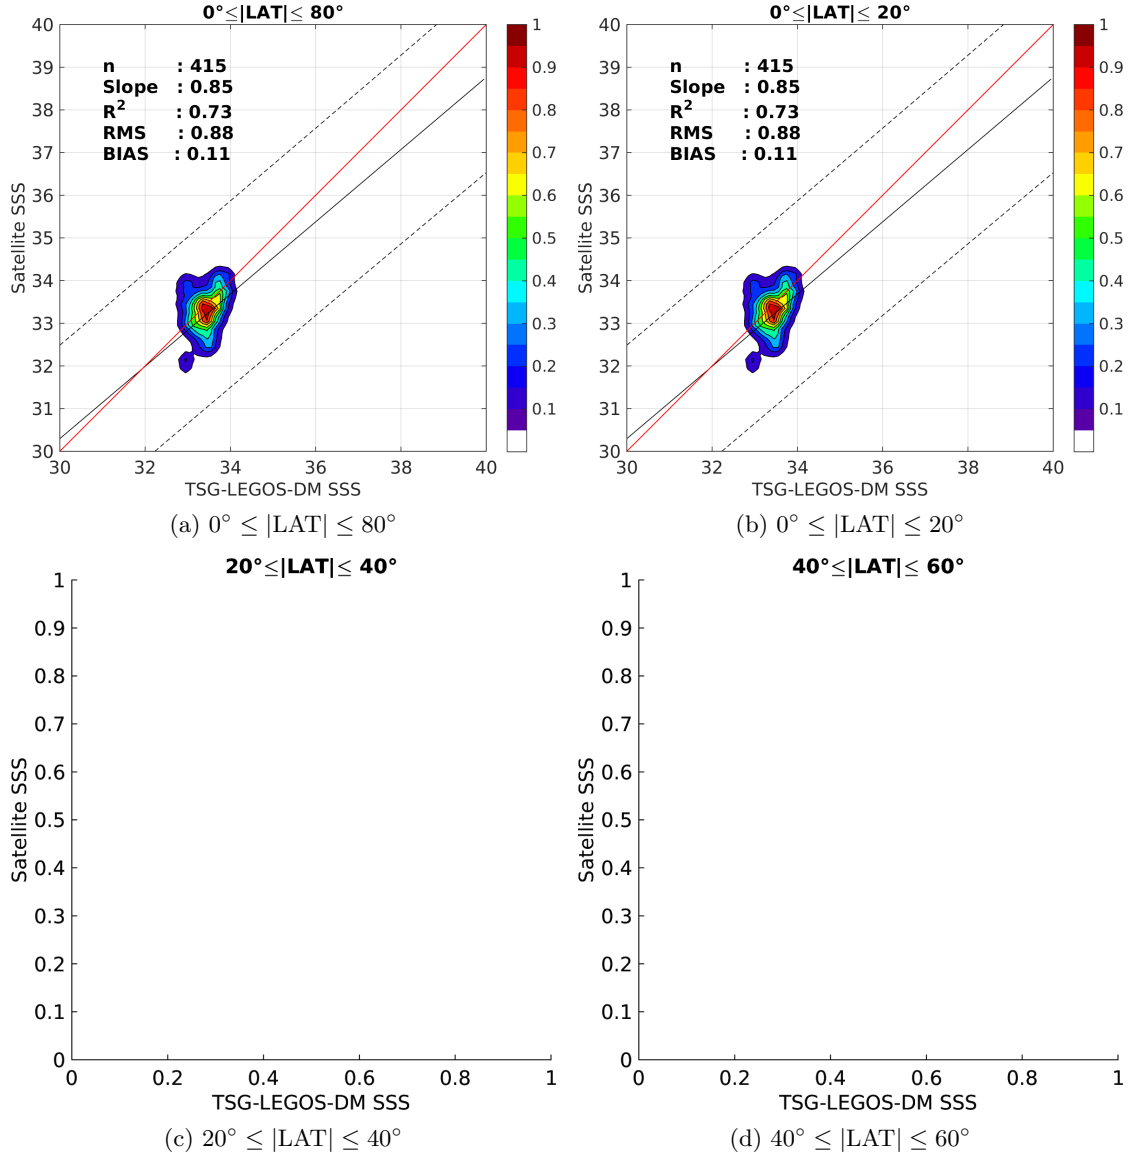 0°≤|LAT|≤ 80°
40
39
38
37
36
35
34
33
32
31
30
Satellite SSS
n : 415
Slope : 0.85
R² : 0.73
RMS : 0.88
BIAS : 0.11
30 32 34 36 38 40
TSG-LEGOS-DM SSS
1
0.9
0.8
0.7
0.6
0.5
0.4
0.3
0.2
0.1
(a) 0° ≤ |LAT| ≤ 80°
0°≤|LAT|≤ 20°
40
39
38
37
36
35
34
33
32
31
30
Satellite SSS
n : 415
Slope : 0.85
R² : 0.73
RMS : 0.88
BIAS : 0.11
30 32 34 36 38 40
TSG-LEGOS-DM SSS
1
0.9
0.8
0.7
0.6
0.5
0.4
0.3
0.2
0.1
(b) 0° ≤ |LAT| ≤ 20°
20°≤|LAT|≤ 40°
1
0.9
0.8
0.7
0.6
0.5
0.4
0.3
0.2
0.1
0
Satellite SSS
0 0.2 0.4 0.6 0.8 1
TSG-LEGOS-DM SSS
(c) 20° ≤ |LAT| ≤ 40°
40°≤|LAT|≤ 60°
1
0.9
0.8
0.7
0.6
0.5
0.4
0.3
0.2
0.1
0
Satellite SSS
0 0.2 0.4 0.6 0.8 1
TSG-LEGOS-DM SSS
(d) 40° ≤ |LAT| ≤ 60°